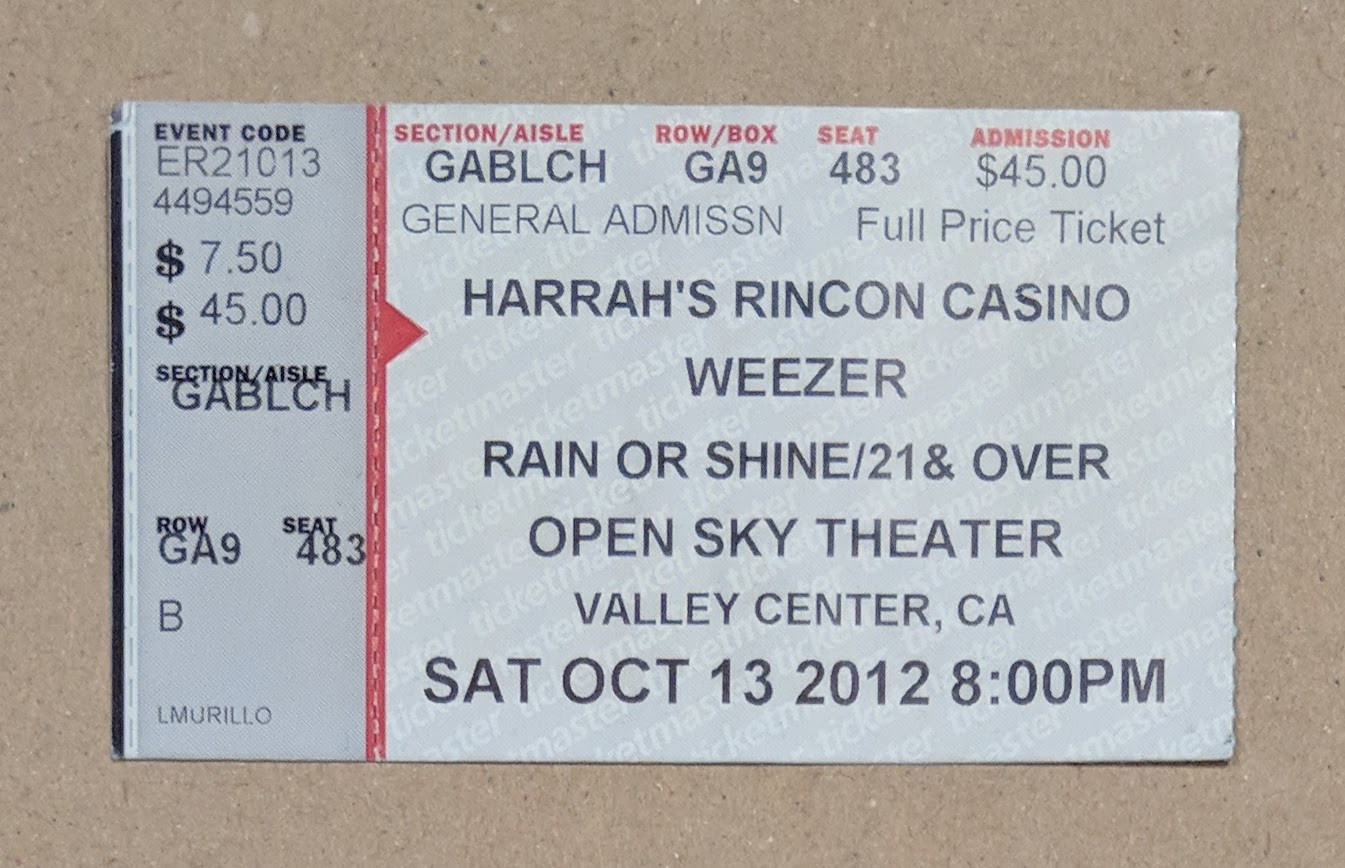 EVENT CODE
ER21013
4494559
$ 7.50
$ 45.00
SECTION/AISLE
GABLCH
ROW SEAT
GA9 483
B
LMURILLO
SECTION/AISLE ROW/BOX SEAT ADMISSION
GABLCH GA9 483 $45.00
GENERAL ADMISSN Full Price Ticket
HARRAH'S RINCON CASINO
WEEZER
RAIN OR SHINE/21& OVER
OPEN SKY THEATER
VALLEY CENTER, CA
SAT OCT 13 2012 8:00PM
ticketmaster